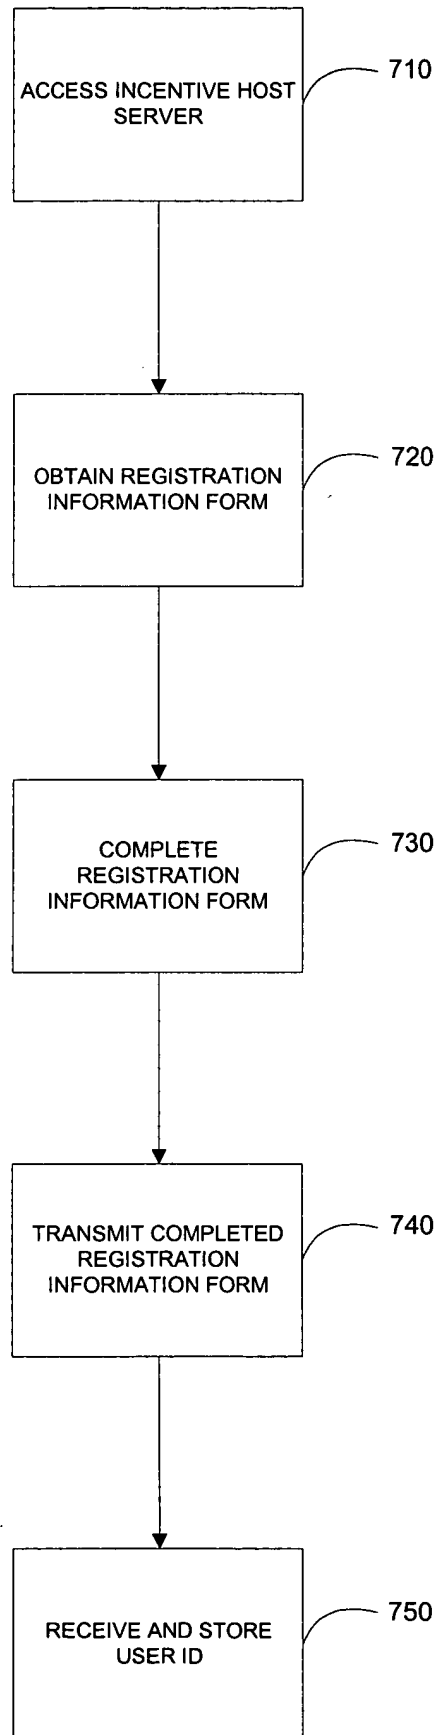 ACCESS INCENTIVE HOST
SERVER
710
OBTAIN REGISTRATION
INFORMATION FORM
720
COMPLETE
REGISTRATION
INFORMATION FORM
730
TRANSMIT COMPLETED
REGISTRATION
INFORMATION FORM
740
RECEIVE AND STORE
USER ID
750